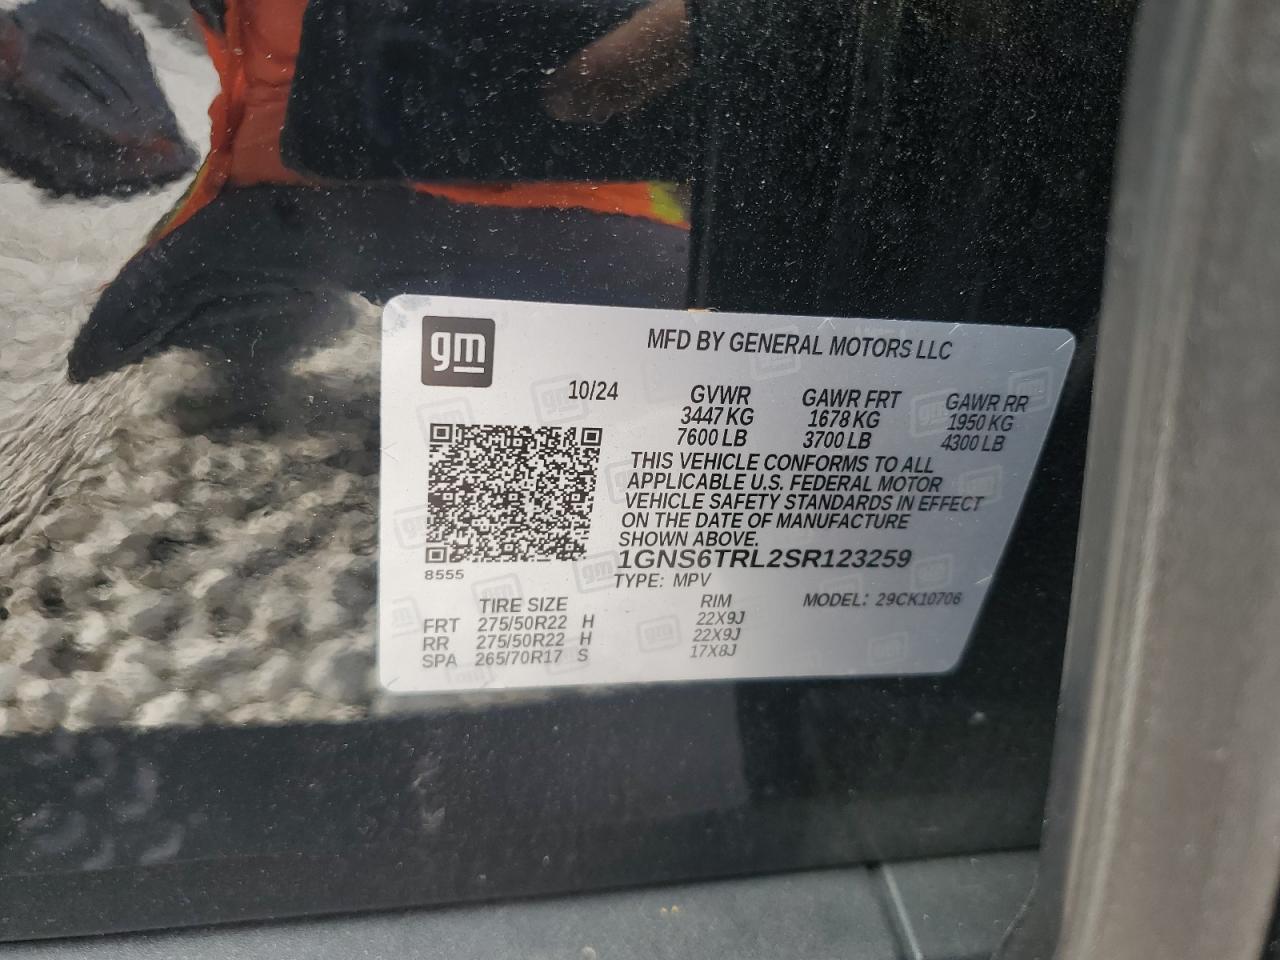 gm
MFD BY GENERAL MOTORS LLC
10/24 GVWR GAWR FRT GAWR RR
3447 KG 1678 KG 1950 KG
7600 LB 3700 LB 4300 LB
THIS VEHICLE CONFORMS TO ALL
APPLICABLE U.S. FEDERAL MOTOR
VEHICLE SAFETY STANDARDS IN EFFECT
ON THE DATE OF MANUFACTURE
SHOWN ABOVE.
1GNS6TRL2SR123259
8555
TYPE: MPV
MODEL: 29CK10706
TIRE SIZE RIM
FRT 275/50R22 H 22X9J
RR 275/50R22 H 22X9J
SPA 265/70R17 S 17X8J